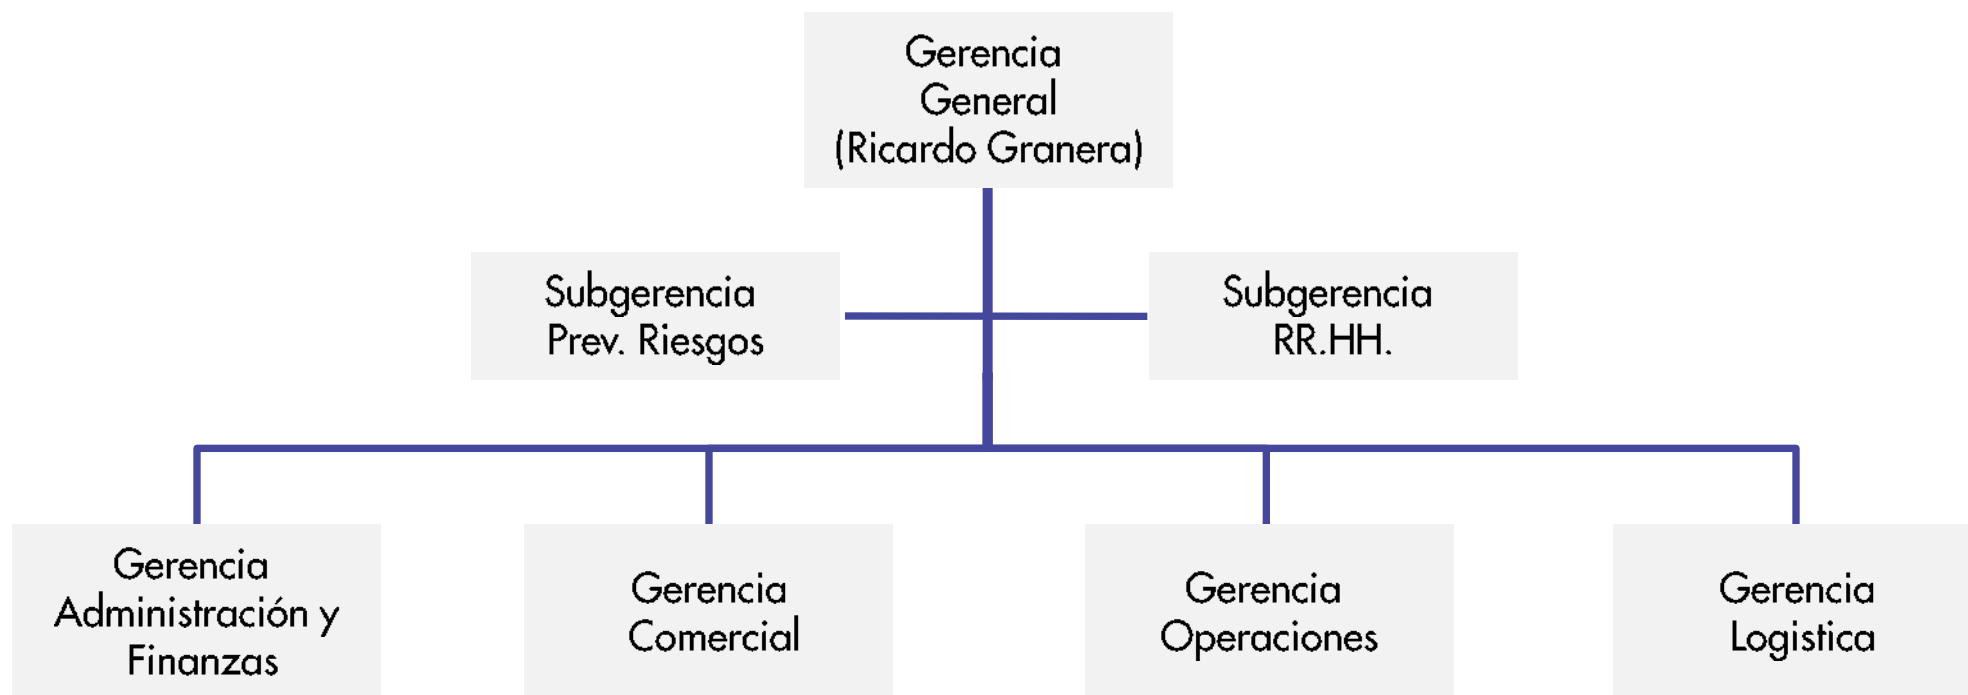 Gerencia
General
(Ricardo Granera)
Subgerencia
Prev. Riesgos
Subgerencia
RR.HH.
Gerencia
Administración y
Finanzas
Gerencia
Comercial
Gerencia
Operaciones
Gerencia
Logistica